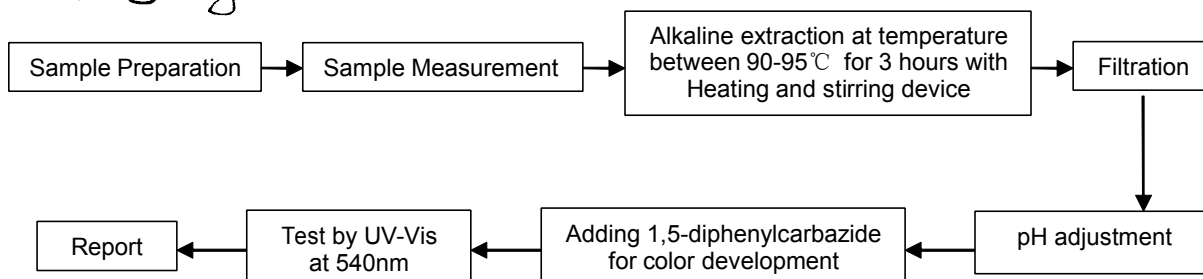 Sample Preparation
Sample Measurement
Alkaline extraction at temperature
between 90-95℃ for 3 hours with
Heating and stirring device
Filtration
pH adjustment
Adding 1,5-diphenylcarbazide
for color development
Test by UV-Vis
at 540nm
Report